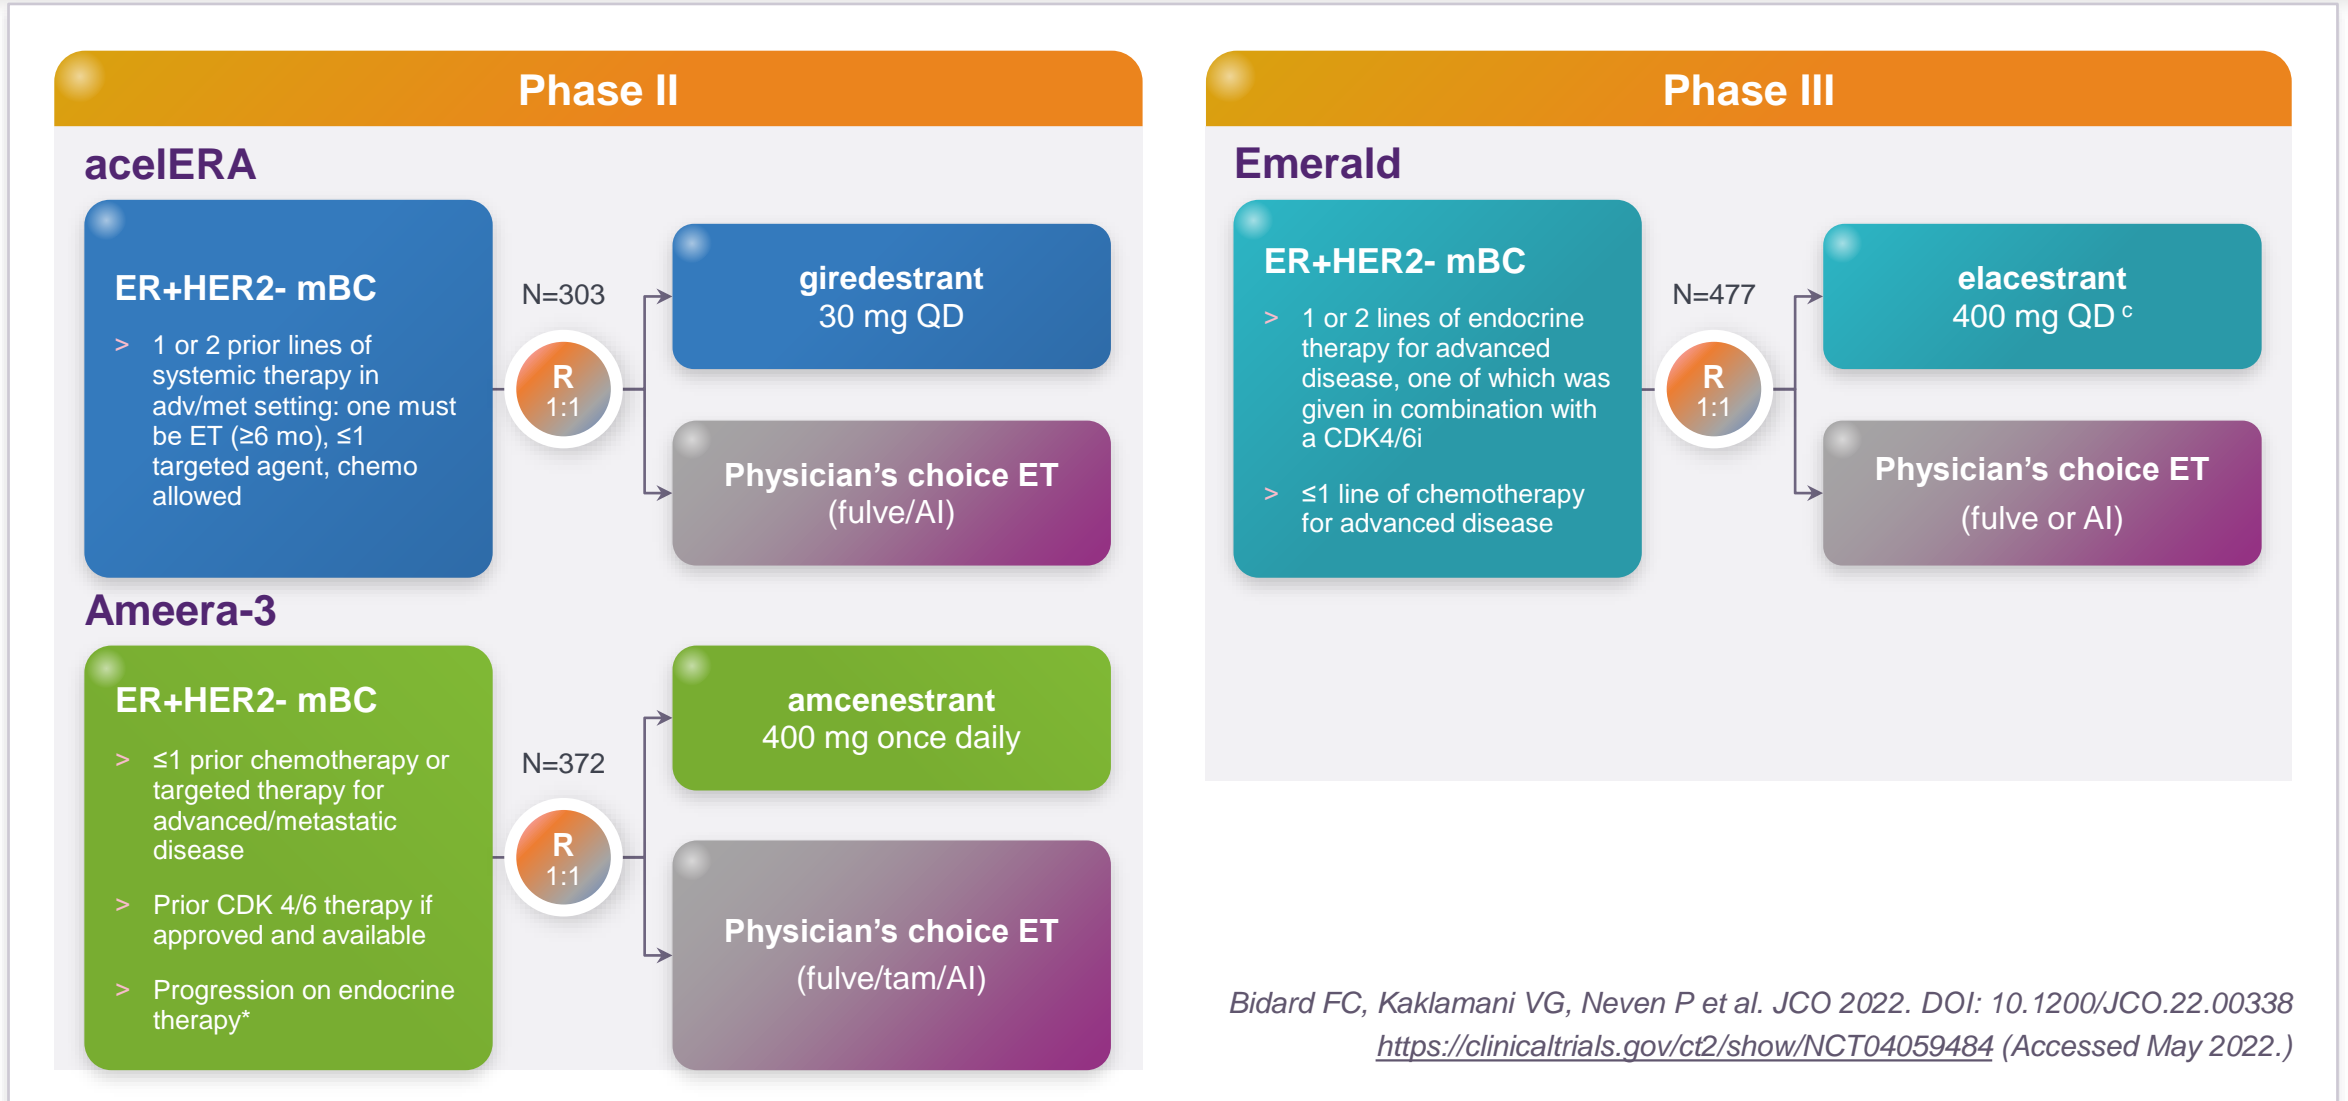 Phase II
acelERA
ER+HER2- mBC
> 1 or 2 prior lines of
systemic therapy in
adv/met setting: one must
be ET (≥6 mo), ≤1
targeted agent, chemo
allowed
N=303
R
1:1
giredestrant
30 mg QD
Physician’s choice ET
(fulve/AI)
Ameera-3
ER+HER2- mBC
> ≤1 prior chemotherapy or
targeted therapy for
advanced/metastatic
disease
> Prior CDK 4/6 therapy if
approved and available
> Progression on endocrine
therapy*
N=372
R
1:1
amcenestrant
400 mg once daily
Physician’s choice ET
(fulve/tam/AI)
Phase III
Emerald
ER+HER2- mBC
> 1 or 2 lines of endocrine
therapy for advanced
disease, one of which was
given in combination with
a CDK4/6i
> ≤1 line of chemotherapy
for advanced disease
N=477
R
1:1
elacestrant
400 mg QD c
Physician’s choice ET
(fulve or AI)
Bidard FC, Kaklamani VG, Neven P et al. JCO 2022. DOI: 10.1200/JCO.22.00338
https://clinicaltrials.gov/ct2/show/NCT04059484 (Accessed May 2022.)